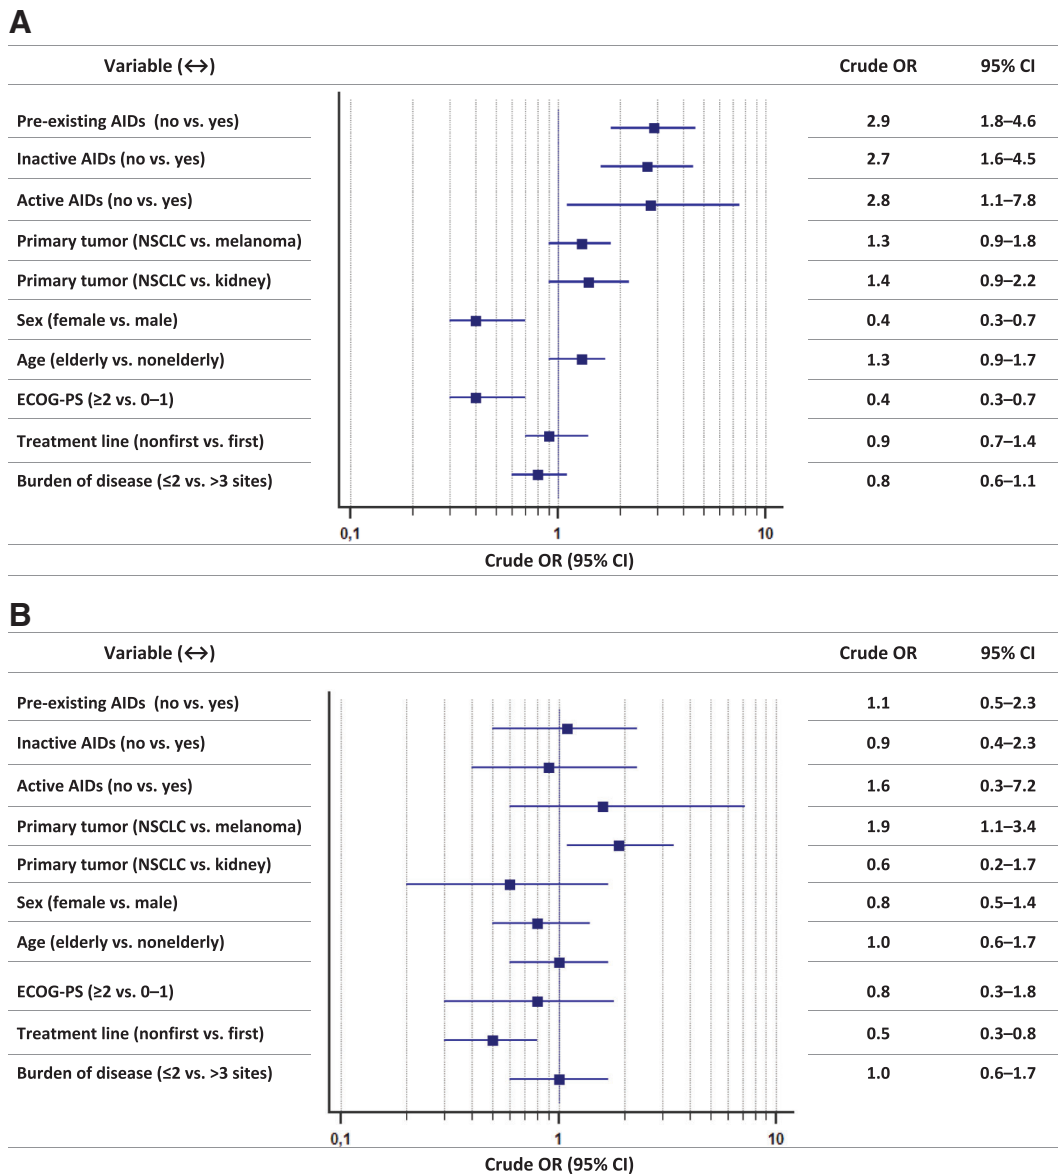 A
Variable (↔) Crude OR 95% CI
Pre-existing AIDs (no vs. yes) 2.9 1.8–4.6
Inactive AIDs (no vs. yes) 2.7 1.6–4.5
Active AIDs (no vs. yes) 2.8 1.1–7.8
Primary tumor (NSCLC vs. melanoma) 1.3 0.9–1.8
Primary tumor (NSCLC vs. kidney) 1.4 0.9–2.2
Sex (female vs. male) 0.4 0.3–0.7
Age (elderly vs. nonelderly) 1.3 0.9–1.7
ECOG-PS (≥2 vs. 0–1) 0.4 0.3–0.7
Treatment line (nonfirst vs. first) 0.9 0.7–1.4
Burden of disease (≤2 vs. >3 sites) 0.8 0.6–1.1
0,1 1 10
Crude OR (95% CI)
B
Variable (↔) Crude OR 95% CI
Pre-existing AIDs (no vs. yes) 1.1 0.5–2.3
Inactive AIDs (no vs. yes) 0.9 0.4–2.3
Active AIDs (no vs. yes) 1.6 0.3–7.2
Primary tumor (NSCLC vs. melanoma) 1.9 1.1–3.4
Primary tumor (NSCLC vs. kidney) 0.6 0.2–1.7
Sex (female vs. male) 0.8 0.5–1.4
Age (elderly vs. nonelderly) 1.0 0.6–1.7
ECOG-PS (≥2 vs. 0–1) 0.8 0.3–1.8
Treatment line (nonfirst vs. first) 0.5 0.3–0.8
Burden of disease (≤2 vs. >3 sites) 1.0 0.6–1.7
0,1 1 10
Crude OR (95% CI)